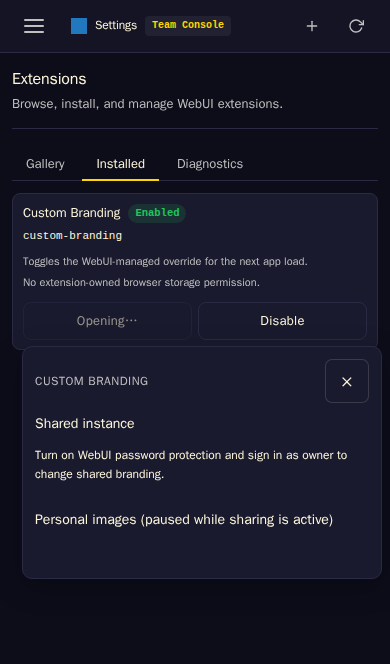 Settings
Team Console
Extensions
Browse, install, and manage WebUI extensions.
Gallery
Installed
Diagnostics
Custom Branding
Enabled
custom-branding
Toggles the WebUI-managed override for the next app load.
No extension-owned browser storage permission.
Opening⋯
Disable
CUSTOM BRANDING
Shared instance
Turn on WebUI password protection and sign in as owner to
change shared branding.
Personal images (paused while sharing is active)